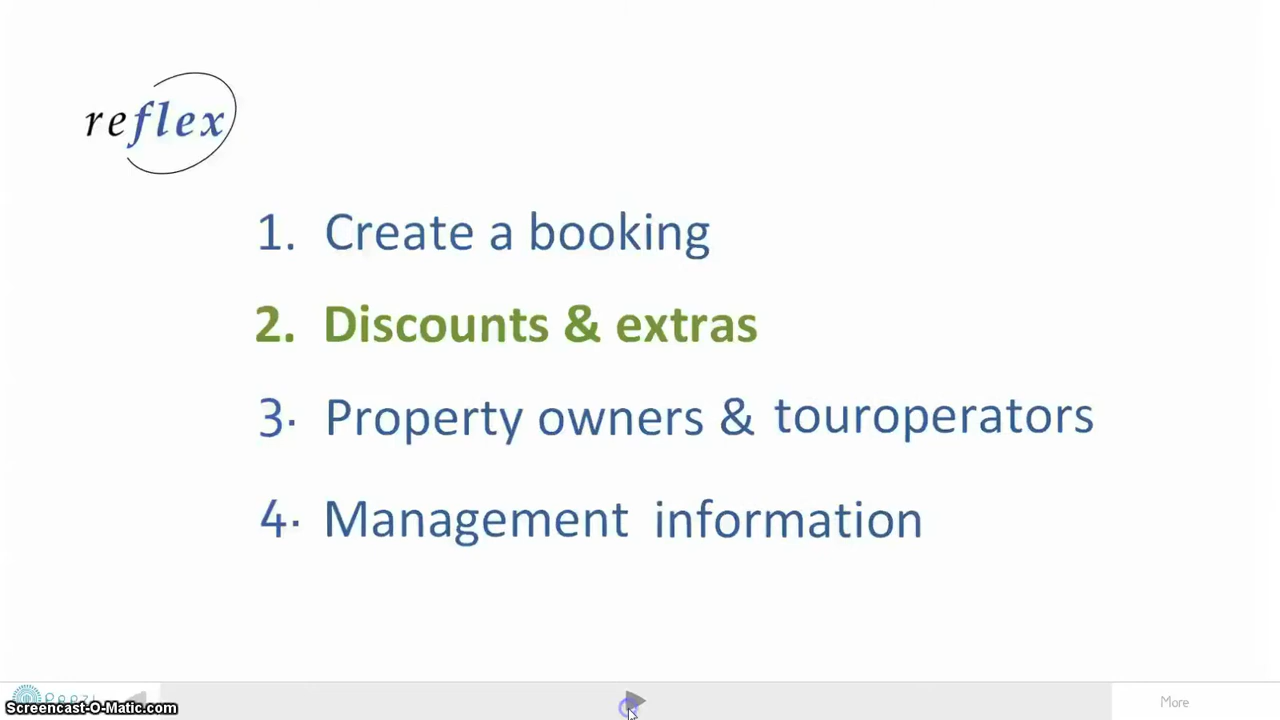 reflex
1. Create a booking
2. Discounts & extras
3. Property owners & touroperators
4. Management information
Screencast-O-Matic.com
More